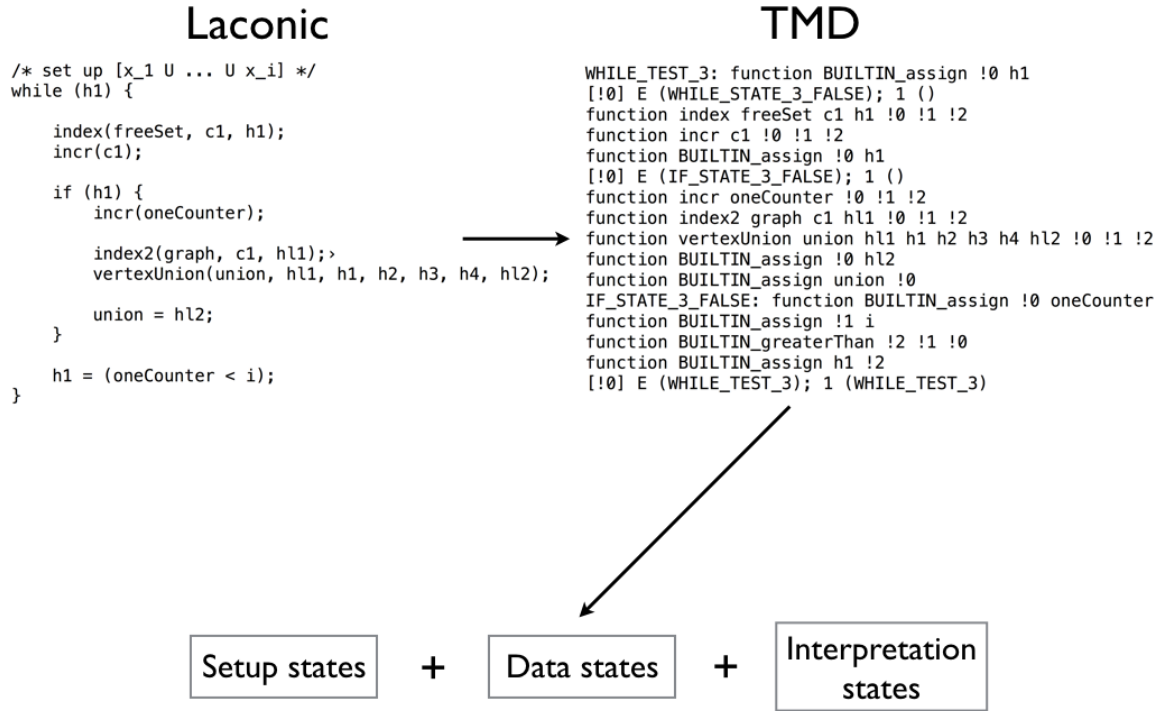 Laconic
/* set up [x_1 U ... U x_i] */
while (h1) {
index(freeSet, c1, h1);
incr(c1);
if (h1) {
incr(oneCounter);
index2(graph, c1, hl1);›
vertexUnion(union, hl1, h1, h2, h3, h4, hl2);
union = hl2;
}
h1 = (oneCounter < i);
}
TMD
WHILE_TEST_3: function BUILTIN_assign !0 h1
[!0] E (WHILE_STATE_3_FALSE); 1 ()
function index freeSet c1 h1 !0 !1 !2
function incr c1 !0 !1 !2
function BUILTIN_assign !0 h1
[!0] E (IF_STATE_3_FALSE); 1 ()
function incr oneCounter !0 !1 !2
function index2 graph c1 hl1 !0 !1 !2
function vertexUnion union hl1 h1 h2 h3 h4 hl2 !0 !1 !2
function BUILTIN_assign !0 hl2
function BUILTIN_assign union !0
IF_STATE_3_FALSE: function BUILTIN_assign !0 oneCounter
function BUILTIN_assign !1 i
function BUILTIN_greaterThan !2 !1 !0
function BUILTIN_assign h1 !2
[!0] E (WHILE_TEST_3); 1 (WHILE_TEST_3)
Setup states + Data states + Interpretation
states